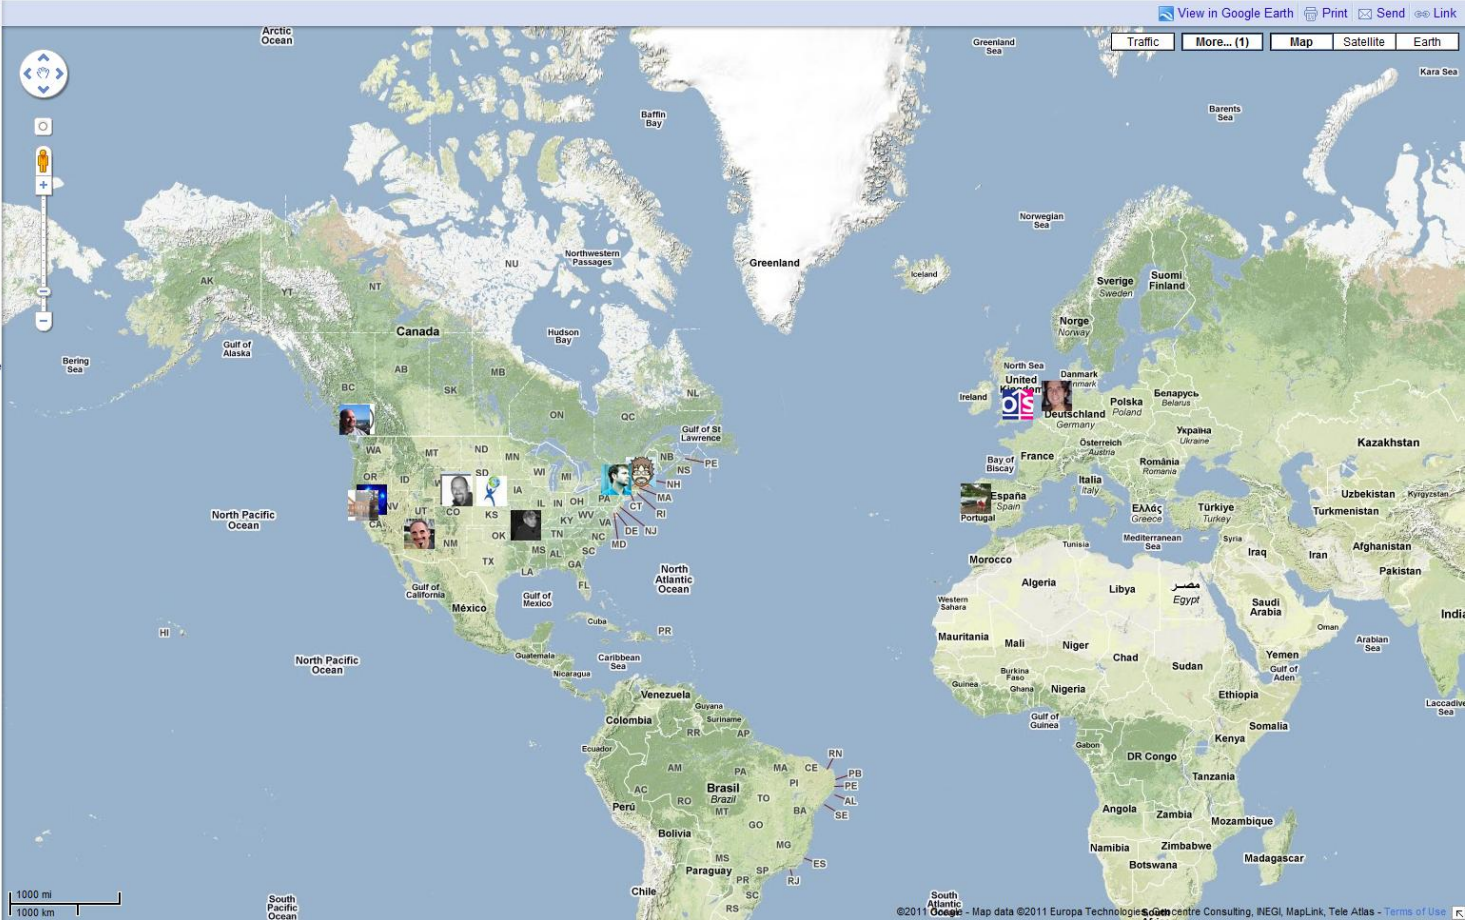 View in Google Earth Print Send Link
Traffic More... (1) Map Satellite Earth
Arctic
Ocean
Greenland
Sea
Kara Sea
Baffin
Bay
Barents
Sea
Norwegian
Sea
Northwestern
Passages
NU
Greenland
Iceland
AK
YT
NT
Sverige
Sweden
Suomi
Finland
Norge
Norway
Canada
Hudson
Bay
Gulf of
Alaska
Bering
Sea
AB
SK
MB
BC
ON
QC
NL
North Sea
United
Kingdom
Ireland
Danmark
Polska
Poland
Беларусь
Belarus
Deutschland
Germany
Україна
Ukraine
Österreich
Austria
România
Romania
Kazakhstan
Gulf of St
Lawrence
NB
PE
NS
NH
MA
RI
CT
NJ
DE
MD
WA
MT
ND
MN
OR
ID
SD
WI
MI
IA
PA
NV
UT
CO
KS
IL
IN
OH
WV
VA
KY
CA
NM
OK
TN
NC
SC
MS
AL
GA
TX
LA
FL
Bay of
Biscay
France
Italia
Italy
España
Spain
Portugal
Ελλάς
Greece
Türkiye
Turkey
Uzbekistan
Kyrgyzstan
Turkmenistan
Mediterranean
Sea
Tunisia
Syria
Iraq
Iran
Afghanistan
Pakistan
North Pacific
Ocean
North
Atlantic
Ocean
Gulf of
California
Gulf of
Mexico
México
Cuba
PR
HI
North Pacific
Ocean
Guatemala
Nicaragua
Caribbean
Sea
Morocco
Algeria
Libya
مصر
Egypt
Western
Sahara
Saudi
Arabia
Oman
India
Arabian
Sea
Mauritania
Mali
Niger
Chad
Sudan
Yemen
Gulf of
Aden
Burkina
Faso
Guinea
Ghana
Nigeria
Ethiopia
Somalia
Laccadive
Sea
Gulf of
Guinea
Gabon
DR Congo
Kenya
Tanzania
Angola
Zambia
Mozambique
Namibia
Zimbabwe
Botswana
Madagascar
Venezuela
Guyana
Suriname
Colombia
Ecuador
RR
AP
AM
PA
MA
CE
RN
PB
PE
AL
SE
PI
AC
RO
Brasil
Brazil
TO
BA
MT
Perú
GO
Bolivia
MG
MS
ES
Paraguay
SP
PR
RJ
Chile
SC
RS
1000 mi
1000 km
South
Pacific
Ocean
South
Atlantic
©2011 Google - Map data ©2011 Europa Technologies, Geocentre Consulting, INEGI, MapLink, Tele Atlas - Terms of Use